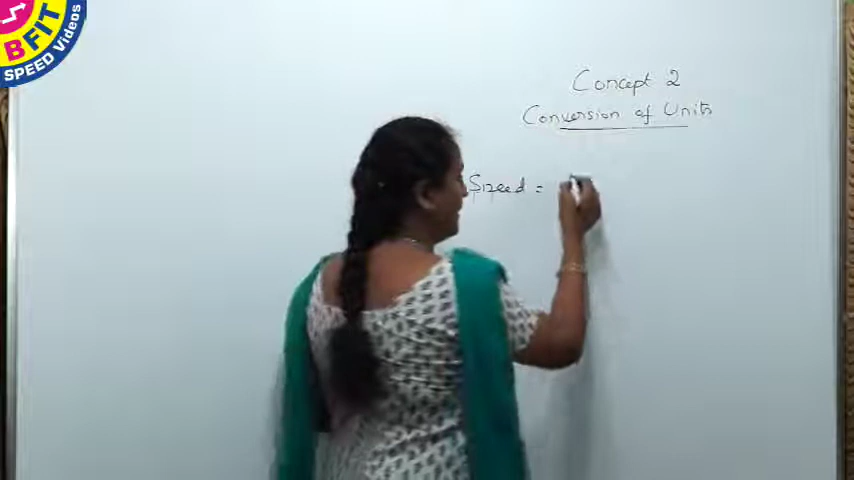 BFIT
SPEED Videos
Concept 2
Conversion of Units
Speed =